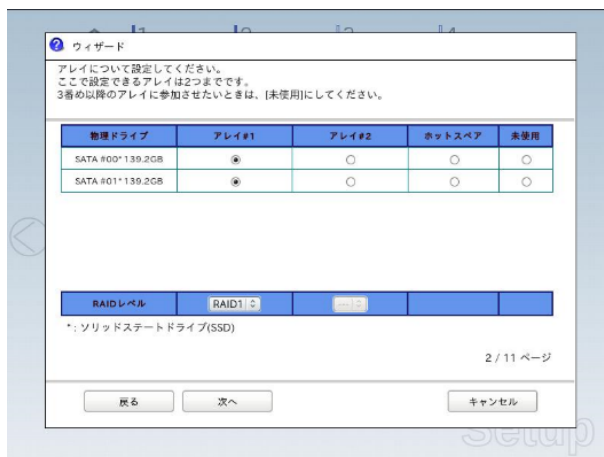 ウィザード
アレイについて設定してください。
ここで設定できるアレイは2つまでです。
3番め以降のアレイに参加させたいときは、[未使用]にしてください。
物理ドライブ アレイ#1 アレイ#2 ホットスペア 未使用
SATA #00*139.2GB
SATA #01*139.2GB
RAIDレベル RAID1 ---
*: ソリッドステートドライブ(SSD)
2 / 11 ページ
戻る 次へ キャンセル
Setup